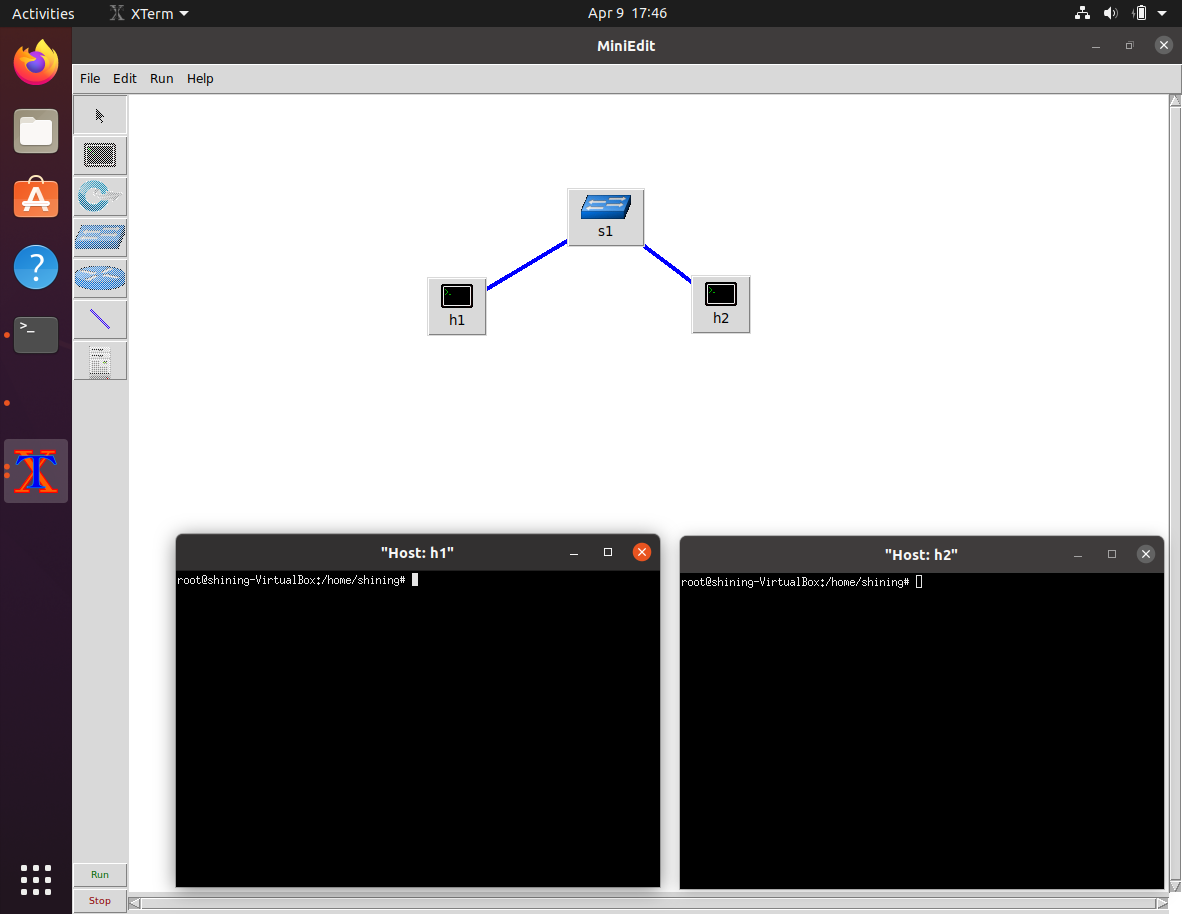 Activities XTerm Apr 9 17:46
MiniEdit
File Edit Run Help
s1
h1
h2
"Host: h1"
root@shining-VirtualBox:/home/shining#
"Host: h2"
root@shining-VirtualBox:/home/shining#
Run
Stop